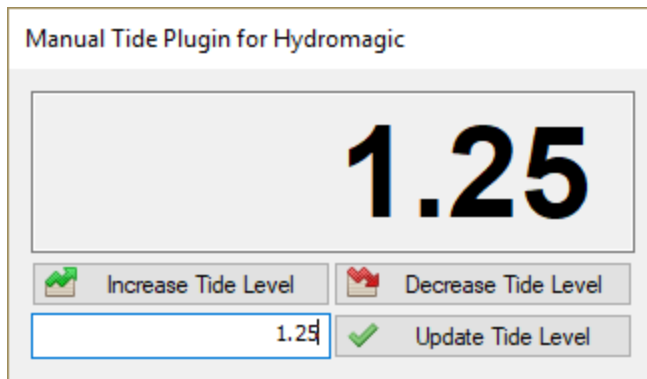 Manual Tide Plugin for Hydromagic
1.25
Increase Tide Level Decrease Tide Level
1.25 Update Tide Level